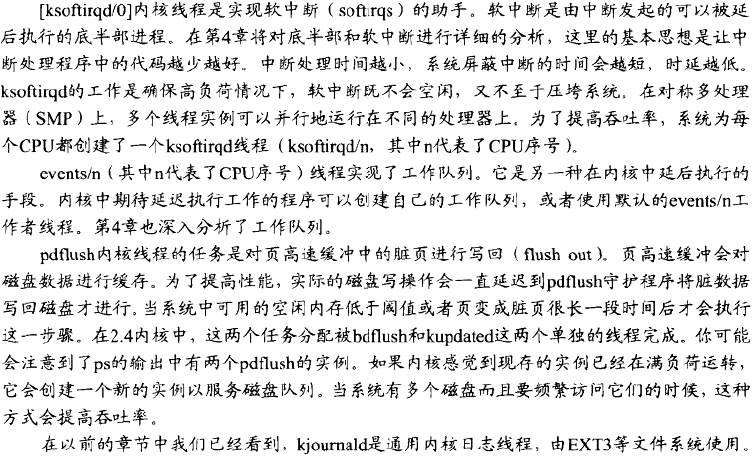 [ksoftirqd/0]内核线程是实现软中断（softirqs）的助手。软中断是由中断发起的可以被延
后执行的底半部进程。在第4章将对底半部和软中断进行详细的分析，这里的基本思想是让中
断处理程序中的代码越少越好。中断处理时间越小，系统屏蔽中断的时间会越短，时延越低。
ksoftirqd的工作是确保高负荷情况下，软中断既不会空闲，又不至于压垮系统。在对称多处理
器（SMP）上，多个线程实例可以并行地运行在不同的处理器上。为了提高吞吐率，系统为每
个CPU都创建了一个ksoftirqd线程（ksoftirqd/n，其中n代表了CPU序号）。
events/n（其中n代表了CPU序号）线程实现了工作队列。它是另一种在内核中延后执行的
手段。内核中期待延迟执行工作的程序可以创建自己的工作队列，或者使用默认的events/n工
作者线程。第4章也深入分析了工作队列。
pdflush内核线程的任务是对页高速缓冲中的脏页进行写回（flush out）。页高速缓冲会对
磁盘数据进行缓存。为了提高性能，实际的磁盘写操作会一直延迟到pdflush守护程序将脏数据
写回磁盘才进行。当系统中可用的空闲内存低于阈值或者页变成脏页很长一段时间后才会执行
这一步骤。在2.4内核中，这两个任务分配被bdflush和kupdated这两个单独的线程完成。你可能
会注意到了ps的输出中有两个pdflush的实例。如果内核感觉到现存的实例已经在满负荷运转，
它会创建一个新的实例以服务磁盘队列。当系统有多个磁盘而且要频繁访问它们的时候，这种
方式会提高吞吐率。
在以前的章节中我们已经看到，kjournald是通用内核日志线程，由EXT3等文件系统使用。